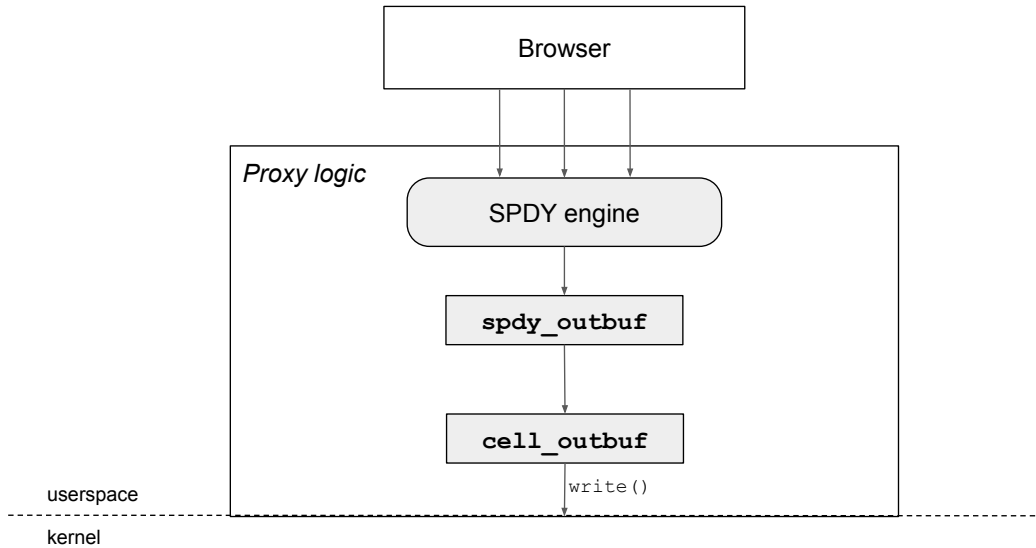 Browser
Proxy logic
SPDY engine
spdy_outbuf
cell_outbuf
write()
userspace
kernel